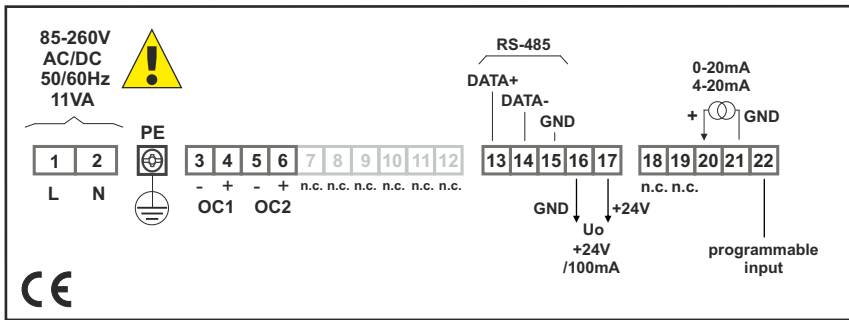 85-260V
AC/DC
50/60Hz
11VA
PE
1 2
L N
3 4 5 6 7 8 9 10 11 12
- + - + n.c. n.c. n.c. n.c. n.c. n.c.
OC1 OC2
RS-485
DATA+
DATA-
GND
13 14 15 16 17
GND +24V
Uo
+24V
/100mA
0-20mA
4-20mA
+ GND
18 19 20 21 22
n.c. n.c.
programmable
input
!
CE